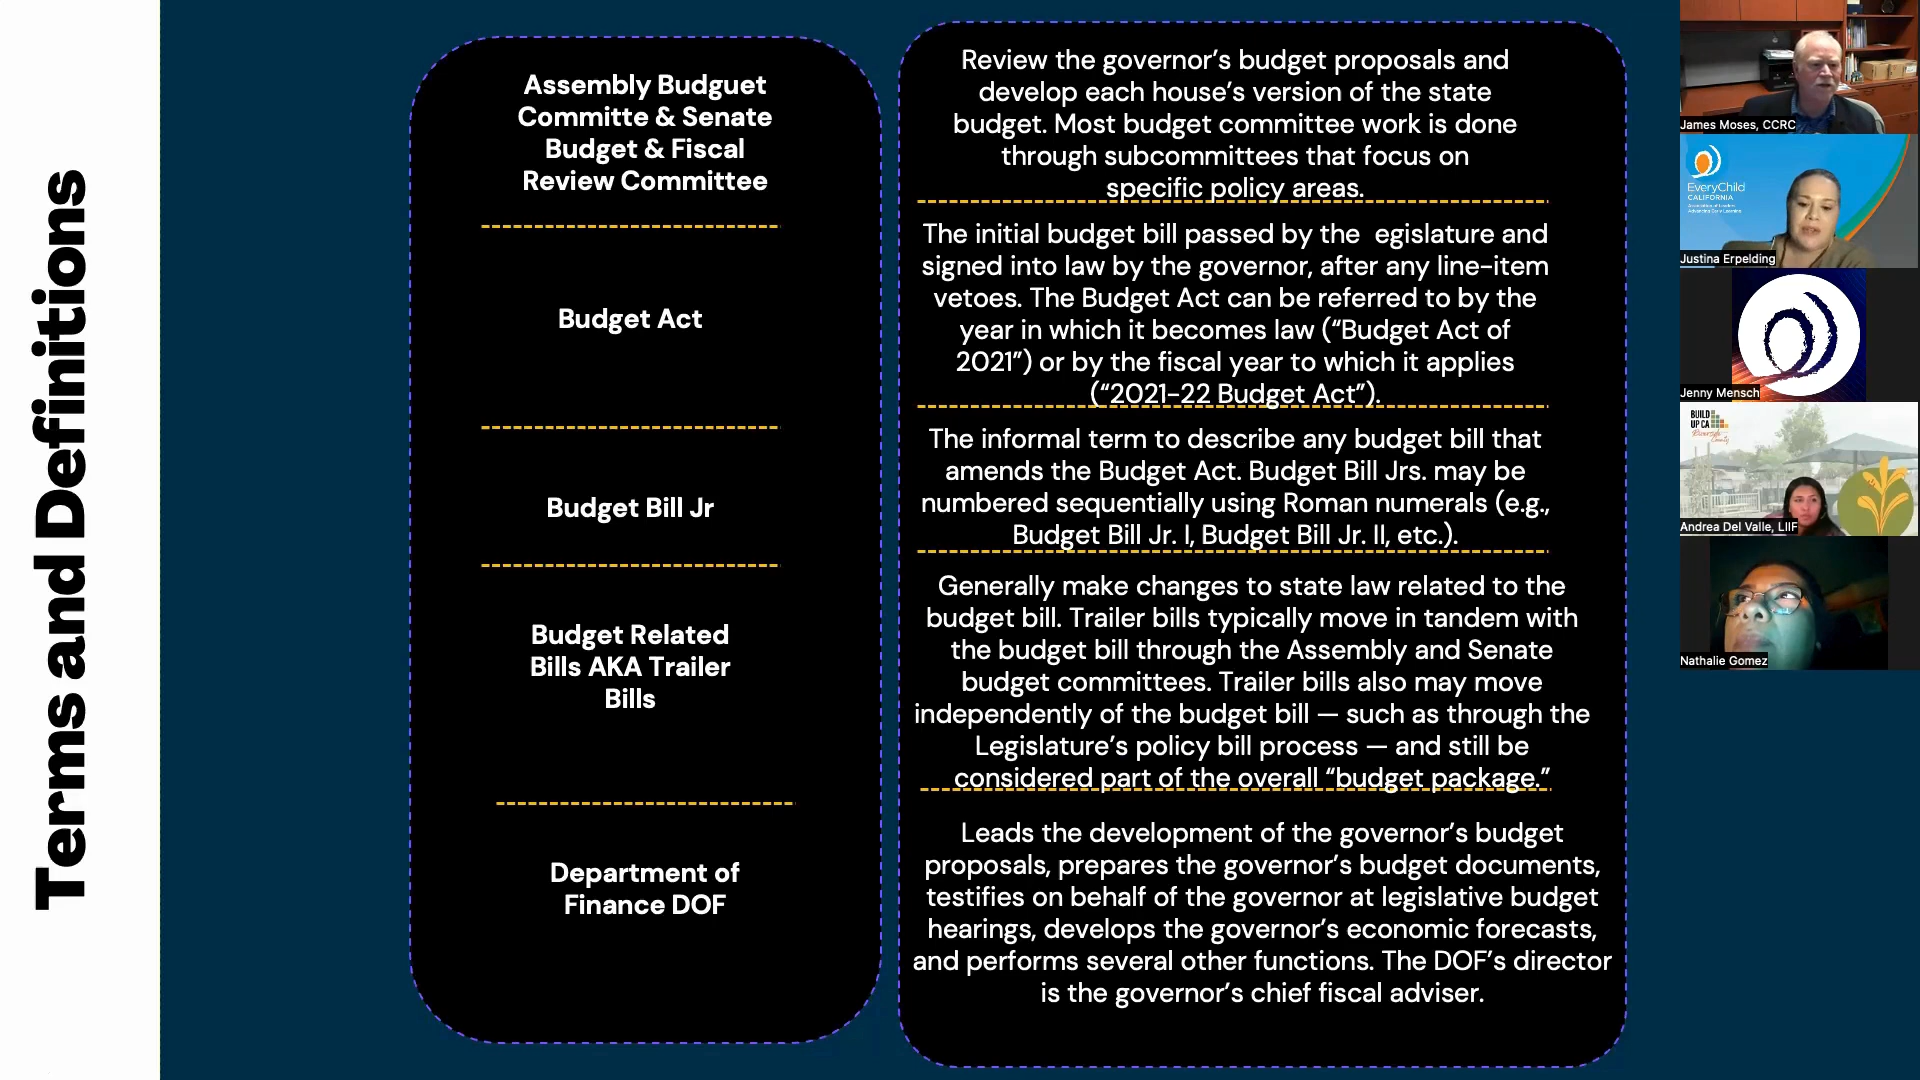 Terms and Definitions
Assembly Budguet
Committe & Senate
Budget & Fiscal
Review Committee
Review the governor’s budget proposals and
develop each house’s version of the state
budget. Most budget committee work is done
through subcommittees that focus on
specific policy areas.
Budget Act
The initial budget bill passed by the  egislature and
signed into law by the governor, after any line-item
vetoes. The Budget Act can be referred to by the
year in which it becomes law (“Budget Act of
2021”) or by the fiscal year to which it applies
(“2021-22 Budget Act”).
Budget Bill Jr
The informal term to describe any budget bill that
amends the Budget Act. Budget Bill Jrs. may be
numbered sequentially using Roman numerals (e.g.,
Budget Bill Jr. I, Budget Bill Jr. II, etc.).
Budget Related
Bills AKA Trailer
Bills
Generally make changes to state law related to the
budget bill. Trailer bills typically move in tandem with
the budget bill through the Assembly and Senate
budget committees. Trailer bills also may move
independently of the budget bill — such as through the
Legislature’s policy bill process — and still be
considered part of the overall “budget package.”
Department of
Finance DOF
Leads the development of the governor’s budget
proposals, prepares the governor’s budget documents,
testifies on behalf of the governor at legislative budget
hearings, develops the governor’s economic forecasts,
and performs several other functions. The DOF’s director
is the governor’s chief fiscal adviser.
James Moses, CCRC
EveryChild
CALIFORNIA
Justina Erpelding
Jenny Mensch
BUILD
UP CA
Riverside
County
Andrea Del Valle, LIIF
Nathalie Gomez